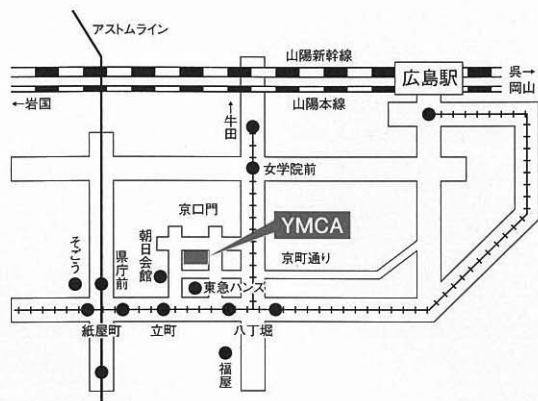 アストムライン
山陽新幹線
広島駅
呉→
岡山
←岩国
山陽本線
牛田→
女学院前
京口門
YMCA
朝日会館
京町通り
そごう
県庁前
東急ハンズ
紙屋町
立町
八丁堀
福屋